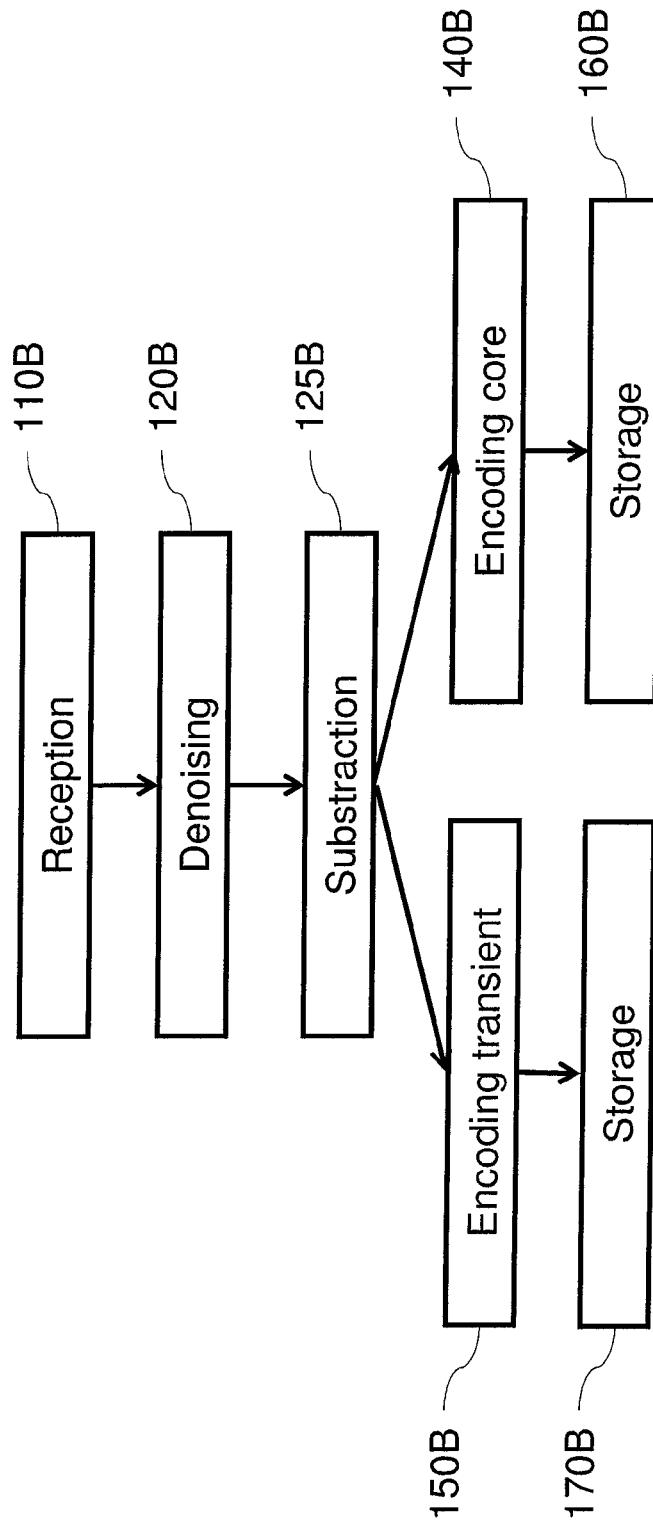 Reception
110B
Denoising
120B
Substraction
125B
Encoding transient
150B
Encoding core
140B
Storage
170B
Storage
160B